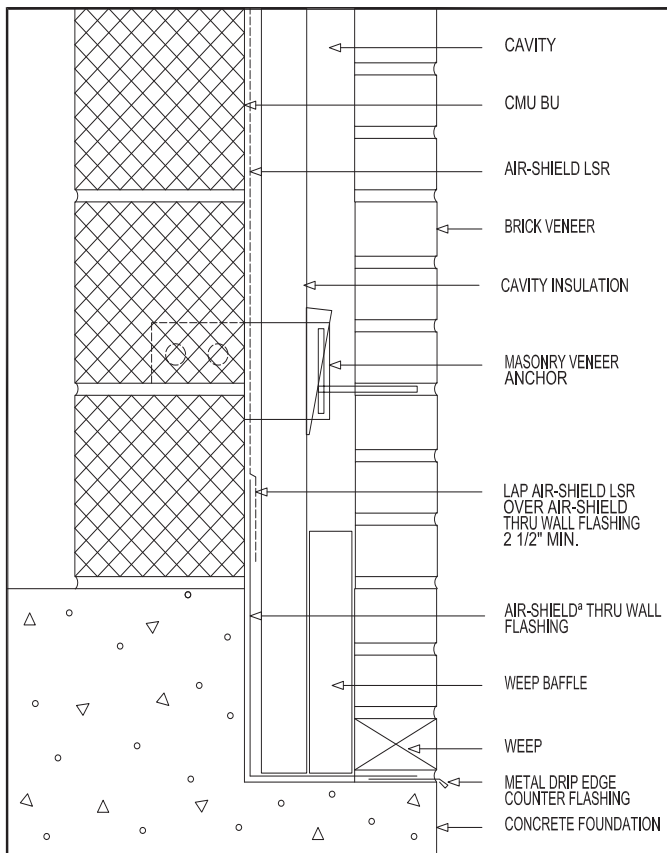 CAVITY
CMU BU
AIR-SHIELD LSR
BRICK VENEER
CAVITY INSULATION
MASONRY VENEER
ANCHOR
LAP AIR-SHIELD LSR
OVER AIR-SHIELD
THRU WALL FLASHING
2 1/2" MIN.
AIR-SHIELDª THRU WALL
FLASHING
WEEP BAFFLE
WEEP
METAL DRIP EDGE
COUNTER FLASHING
CONCRETE FOUNDATION